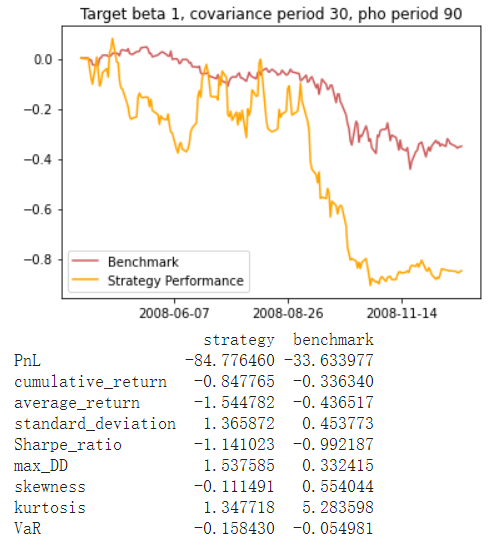 Target beta 1, covariance period 30, pho period 90
0.0
−0.2
−0.4
−0.6
−0.8
Benchmark
Strategy Performance
2008-06-07 2008-08-26 2008-11-14
strategy benchmark
PnL -84.776460 -33.633977
cumulative_return -0.847765 -0.336340
average_return -1.544782 -0.436517
standard_deviation 1.365872 0.453773
Sharpe_ratio -1.141023 -0.992187
max_DD 1.537585 0.332415
skewness -0.111491 0.554044
kurtosis 1.347718 5.283598
VaR -0.158430 -0.054981